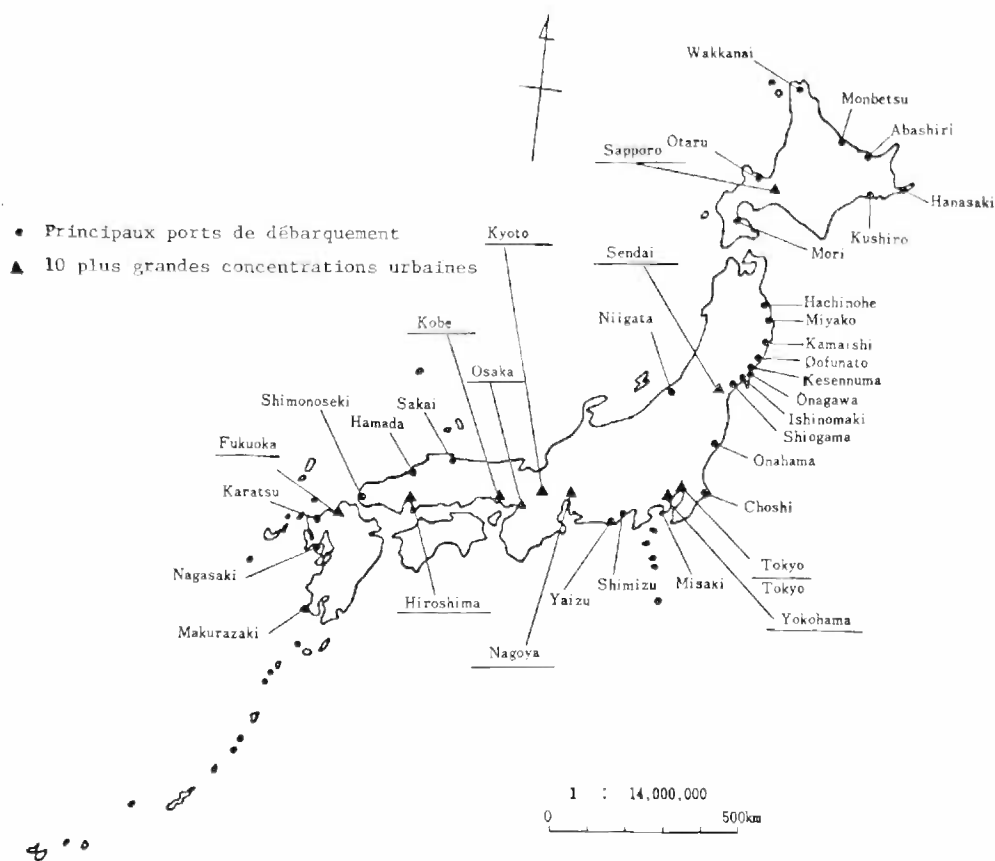 Wakkanai
Monbetsu
Abashiri
Otaru
Sapporo
Hanasaki
Kushiro
Mori
• Principaux ports de débarquement
▲ 10 plus grandes concentrations urbaines
Kyoto
Sendai
Hachinohe
Miyako
Kamaishi
Oofunato
Kesennuma
Onagawa
Ishinomaki
Shiogama
Niigata
Kobe
Osaka
Sakai
Shimonoseki
Hamada
Fukuoka
Karatsu
Onahama
Choshi
Nagasaki
Makurazaki
Hiroshima
Nagoya
Yaizu
Shimizu
Misaki
Tokyo
Tokyo
Yokohama
1 : 14,000,000
0 500km